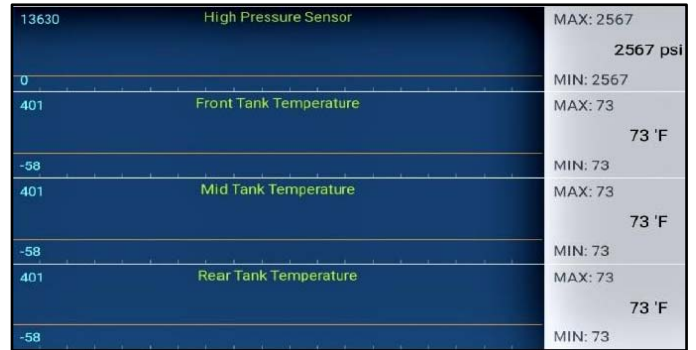 13630 High Pressure Sensor MAX: 2567
2567 psi
0 MIN: 2567
401 Front Tank Temperature MAX: 73
73 'F
-58 MIN: 73
401 Mid Tank Temperature MAX: 73
73 'F
-58 MIN: 73
401 Rear Tank Temperature MAX: 73
73 'F
-58 MIN: 73